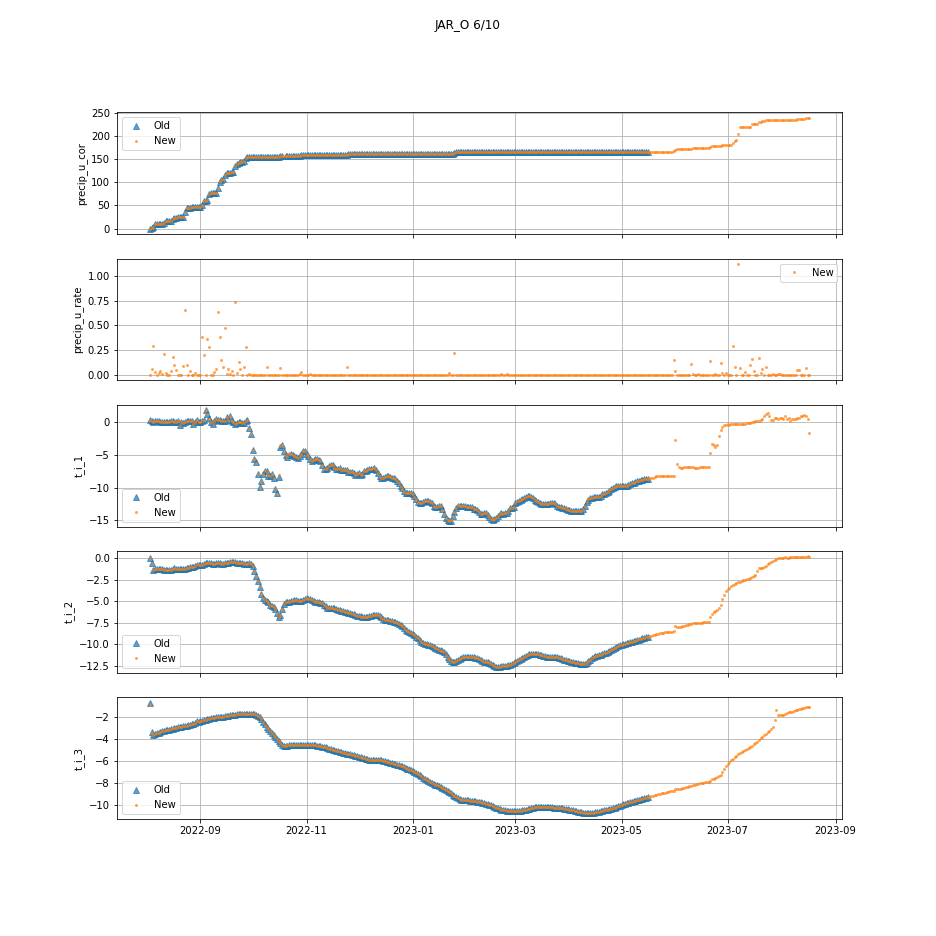 JAR_O 6/10
precip_u_cor
250
200
150
100
50
0
Old
New
precip_u_rate
1.00
0.75
0.50
0.25
0.00
New
t_i_1
0
−5
−10
−15
Old
New
t_i_2
0.0
−2.5
−5.0
−7.5
−10.0
−12.5
Old
New
t_i_3
−2
−4
−6
−8
−10
Old
New
2022-09 2022-11 2023-01 2023-03 2023-05 2023-07 2023-09